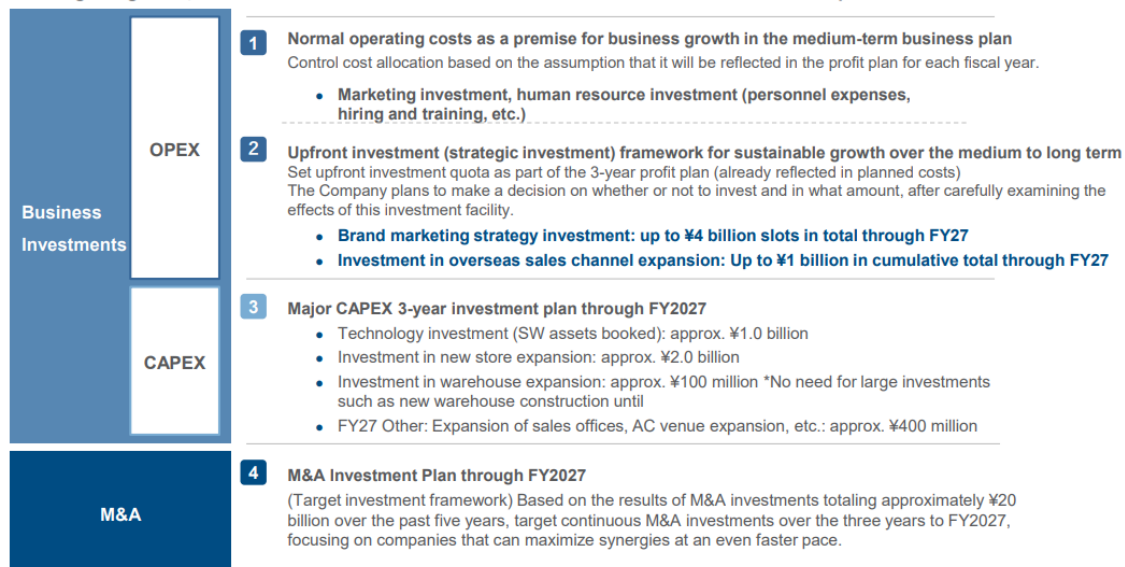 Business
Investments
OPEX
1
Normal operating costs as a premise for business growth in the medium-term business plan
Control cost allocation based on the assumption that it will be reflected in the profit plan for each fiscal year.
• Marketing investment, human resource investment (personnel expenses,
hiring and training, etc.)
2
Upfront investment (strategic investment) framework for sustainable growth over the medium to long term
Set upfront investment quota as part of the 3-year profit plan (already reflected in planned costs)
The Company plans to make a decision on whether or not to invest and in what amount, after carefully examining the
effects of this investment facility.
• Brand marketing strategy investment: up to ¥4 billion slots in total through FY27
• Investment in overseas sales channel expansion: Up to ¥1 billion in cumulative total through FY27
CAPEX
3
Major CAPEX 3-year investment plan through FY2027
• Technology investment (SW assets booked): approx. ¥1.0 billion
• Investment in new store expansion: approx. ¥2.0 billion
• Investment in warehouse expansion: approx. ¥100 million *No need for large investments
such as new warehouse construction until
• FY27 Other: Expansion of sales offices, AC venue expansion, etc.: approx. ¥400 million
M&A
4
M&A Investment Plan through FY2027
(Target investment framework) Based on the results of M&A investments totaling approximately ¥20
billion over the past five years, target continuous M&A investments over the three years to FY2027,
focusing on companies that can maximize synergies at an even faster pace.